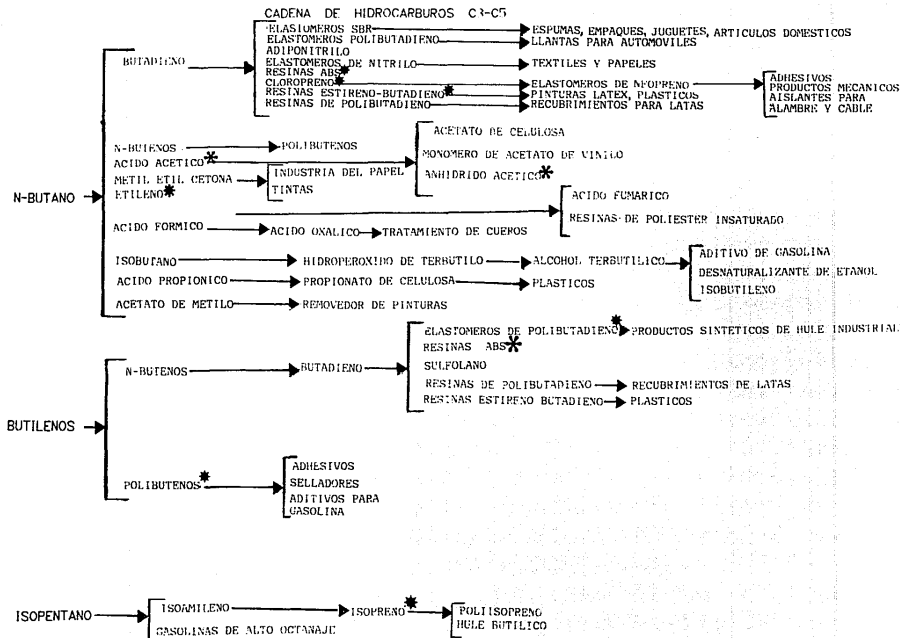 CADENA DE HIDROCARBUROS C3-C5
ELASTOMEROS SBR ESPUMAS, EMPAQUES, JUGUETES, ARTICULOS DOMESTICOS
ELASTOMEROS POLIBUTADIENO LLANTAS PARA AUTOMOVILES
ADIPONITRILO
BUTADIENO
ELASTOMEROS DE NITRILO TEXTILES Y PAPELES
RESINAS ABS*
CLOROPRENO* ELASTOMEROS DE NEOPRENO
RESINAS ESTIRENO-BUTADIENO* PINTURAS LATEX, PLASTICOS
RESINAS DE POLIBUTADIENO RECUBRIMIENTOS PARA LATAS
ADHESIVOS
PRODUCTOS MECANICOS
AISLANTES PARA
ALAMBRE Y CABLE
N-BUTANO
N-BUTENOS POLIBUTENOS
ACIDO ACETICO*
ACETATO DE CELULOSA
MONOMERO DE ACETATO DE VINILO
ANHIDRIDO ACETICO*
METIL ETIL CETONA
INDUSTRIA DEL PAPEL
TINTAS
ETILENO*
ACIDO FUMARICO
RESINAS DE POLIESTER INSATURADO
ACIDO FORMICO ACIDO OXALICO TRATAMIENTO DE CUEROS
ISOBUTANO HIDROPEROXIDO DE TERBUTILO ALCOHOL TERBUTILICO
ADITIVO DE GASOLINA
DESNATURALIZANTE DE ETANOL
ISOBUTILENO
ACIDO PROPIONICO PROPIONATO DE CELULOSA PLASTICOS
ACETATO DE METILO REMOVEDOR DE PINTURAS
BUTILENOS
N-BUTENOS BUTADIENO
ELASTOMEROS DE POLIBUTADIENO* PRODUCTOS SINTETICOS DE HULE INDUSTRIAL
RESINAS ABS*
SULFOLANO
RESINAS DE POLIBUTADIENO RECUBRIMIENTOS DE LATAS
RESINAS ESTIRENO BUTADIENO PLASTICOS
POLIBUTENOS*
ADHESIVOS
SELLADORES
ADITIVOS PARA
GASOLINA
ISOPENTANO
ISOAMILENO ISOPRENO*
POLIISOPRENO
HULE BUTILICO
GASOLINAS DE ALTO OCTANAJE